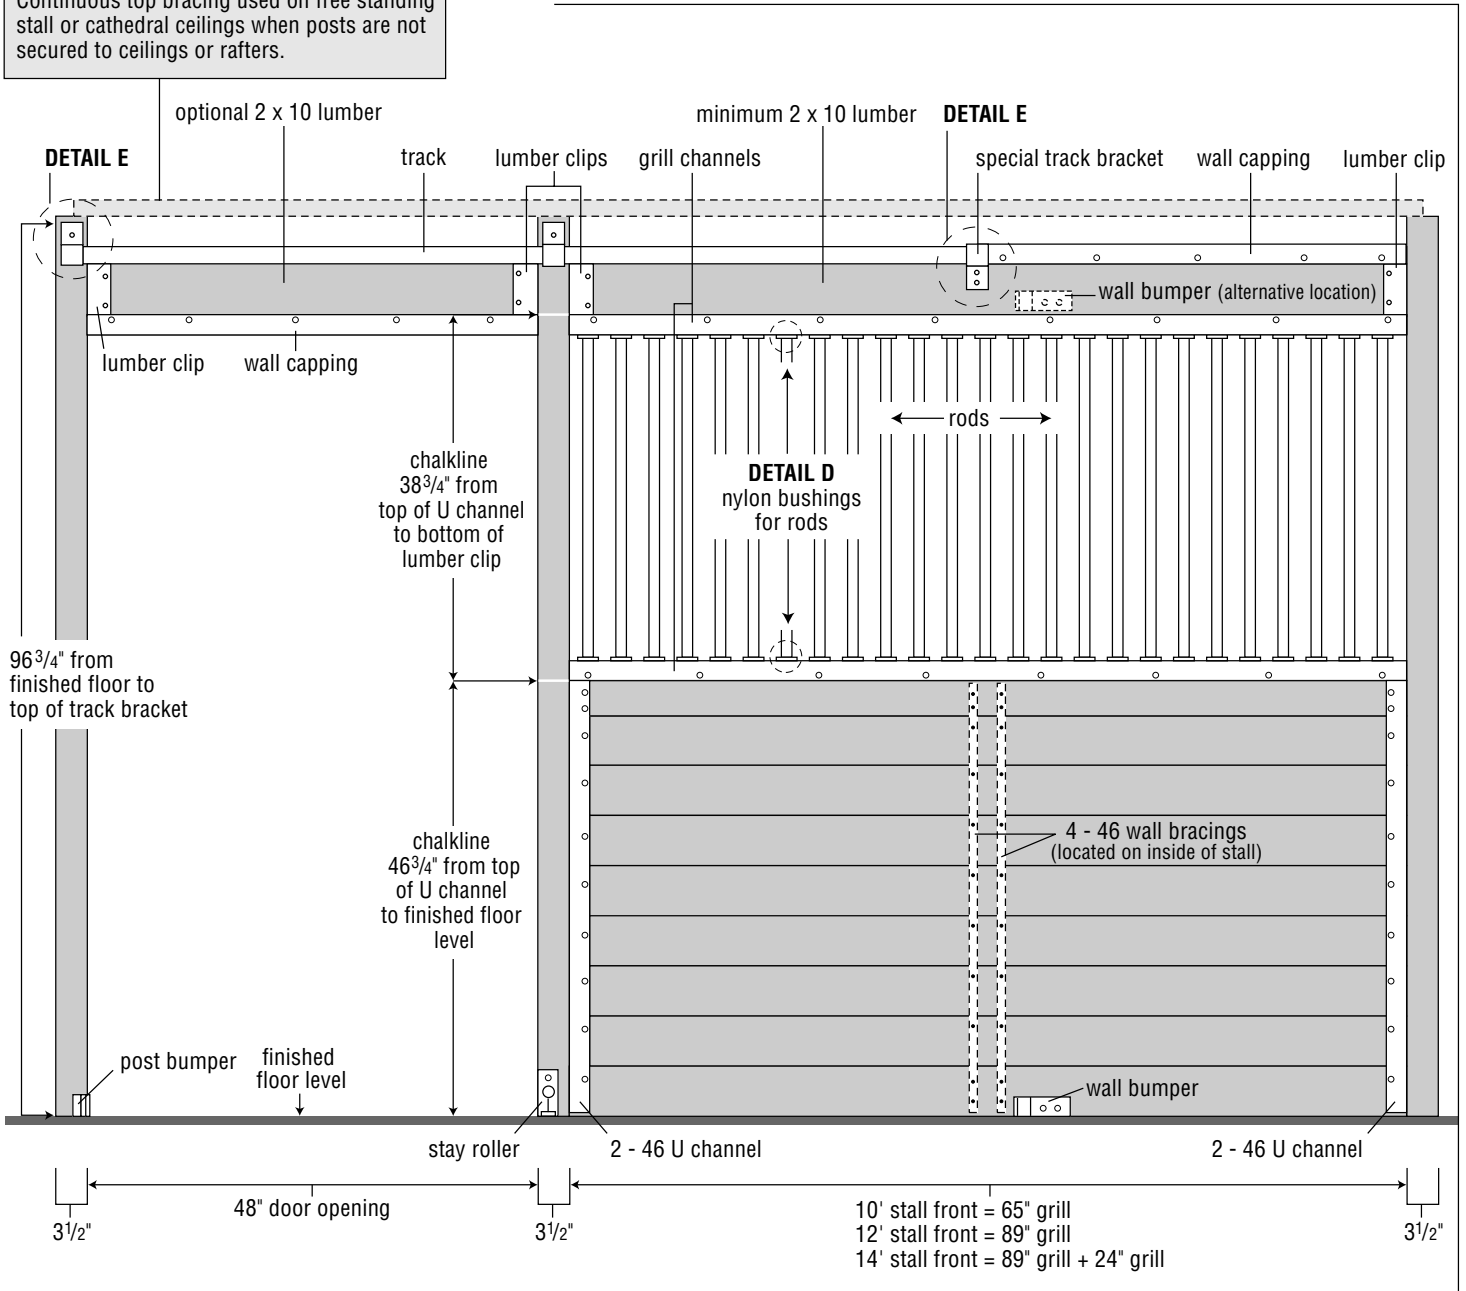 Continuous top bracing used on free standing
stall or cathedral ceilings when posts are not
secured to ceilings or rafters.
optional 2 x 10 lumber
minimum 2 x 10 lumber
DETAIL E
DETAIL E
track
lumber clips
grill channels
special track bracket
wall capping
lumber clip
wall bumper (alternative location)
lumber clip
wall capping
rods
chalkline
38 3/4" from
top of U channel
to bottom of
lumber clip
DETAIL D
nylon bushings
for rods
96 3/4" from
finished floor to
top of track bracket
chalkline
46 3/4" from top
of U channel
to finished floor
level
4 - 46 wall bracings
(located on inside of stall)
post bumper
finished
floor level
wall bumper
stay roller
2 - 46 U channel
2 - 46 U channel
48" door opening
3 1/2"
3 1/2"
10' stall front = 65" grill
12' stall front = 89" grill
14' stall front = 89" grill + 24" grill
3 1/2"